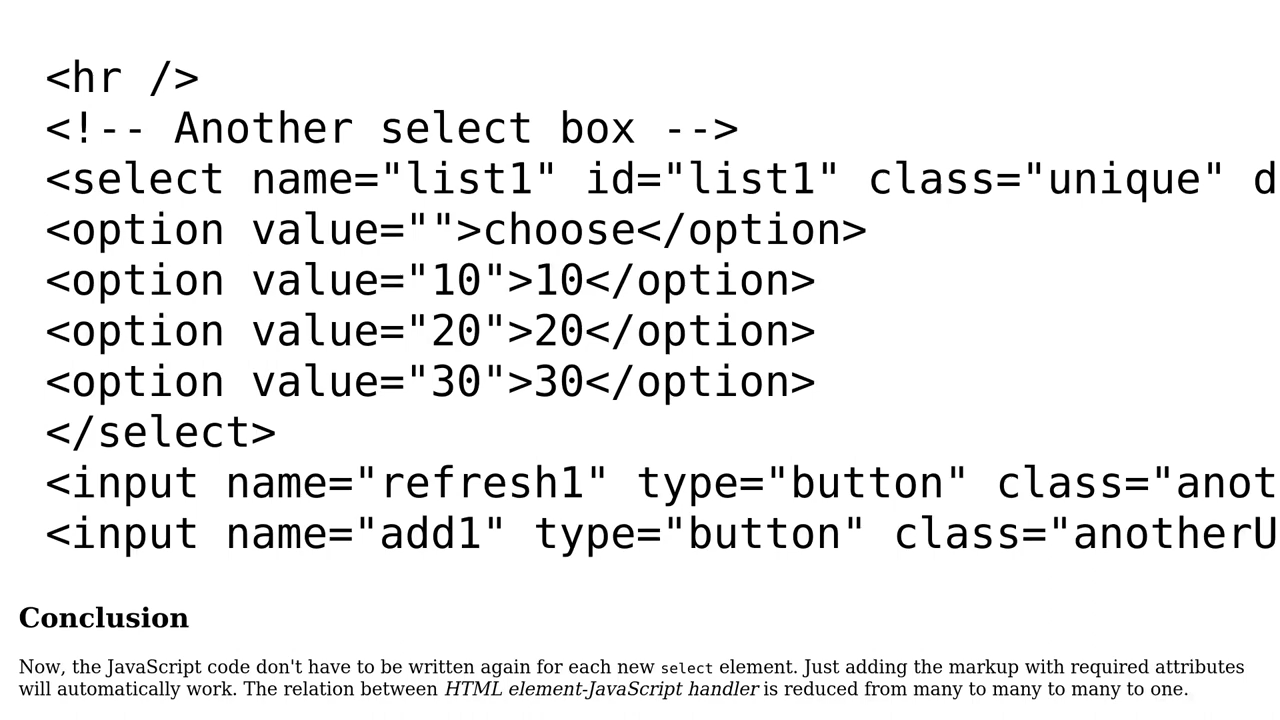 <hr />
<!-- Another select box -->
<select name="list1" id="list1" class="unique" d
<option value="">choose</option>
<option value="10">10</option>
<option value="20">20</option>
<option value="30">30</option>
</select>
<input name="refresh1" type="button" class="anot
<input name="add1" type="button" class="anotherU
Conclusion
Now, the JavaScript code don't have to be written again for each new select element. Just adding the markup with required attributes
will automatically work. The relation between HTML element-JavaScript handler is reduced from many to many to many to one.